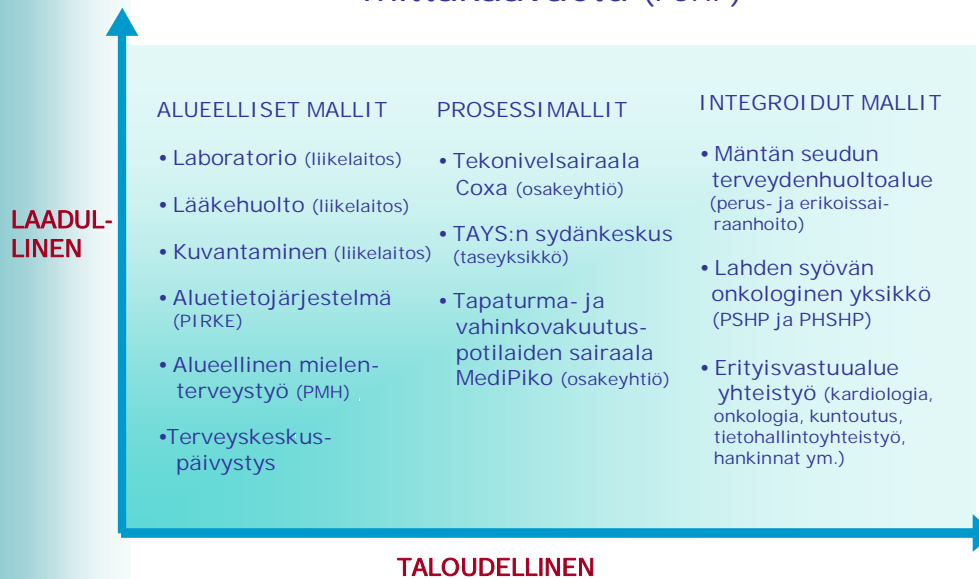 mittakaavaetu (PSHP)
LAADUL-
LINEN
ALUEELLISET MALLIT
• Laboratorio (liikelaitos)
• Lääkehuolto (liikelaitos)
• Kuvantaminen (liikelaitos)
• Aluetietojärjestelmä
(PIRKE)
• Alueellinen mielen-
terveystyö (PMH)
•Terveyskeskus-
päivystys
PROSESSIMALLIT
• Tekonivelsairaala
Coxa (osakeyhtiö)
• TAYS:n sydänkeskus
(taseyksikkö)
• Tapaturma- ja
vahinkovakuutus-
potilaiden sairaala
MediPiko (osakeyhtiö)
INTEGROIDUT MALLIT
• Mäntän seudun
terveydenhuoltoalue
(perus- ja erikoissai-
raanhoito)
• Lahden syövän
onkologinen yksikkö
(PSHP ja PHSHP)
• Erityisvastuualue
yhteistyö (kardiologia,
onkologia, kuntoutus,
tietohallintoyhteistyö,
hankinnat ym.)
TALOUDELLINEN